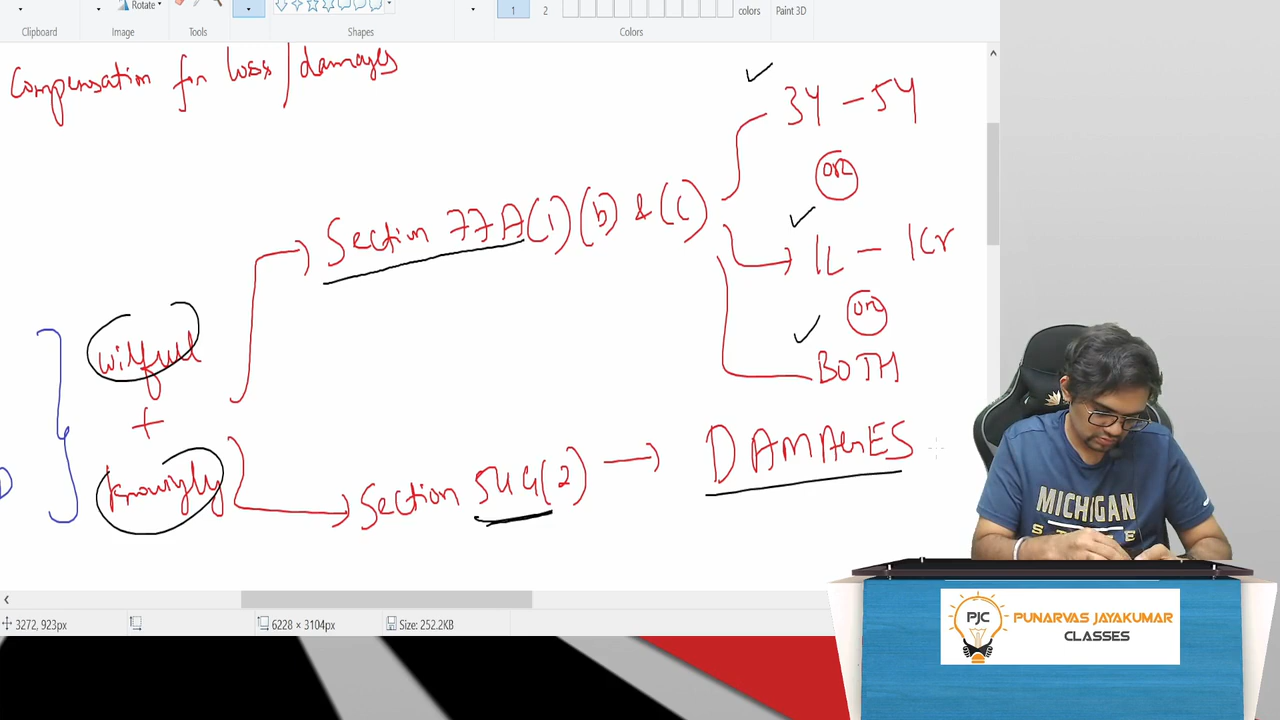 Rotate
Clipboard
Image
Tools
Shapes
1
2
colors
Colors
Paint 3D
Compensation for loss/damages
3Y - 5Y
OR
Section 77A(1)(b) & (c)
1L - 1Cr
OR
BOTH
wilfull
+
knowigly
Section 544(2) → DAMAGES
3272, 923px
6228 × 3104px
Size: 252.2KB
MICHIGAN
PJC
PUNARVAS JAYAKUMAR
CLASSES